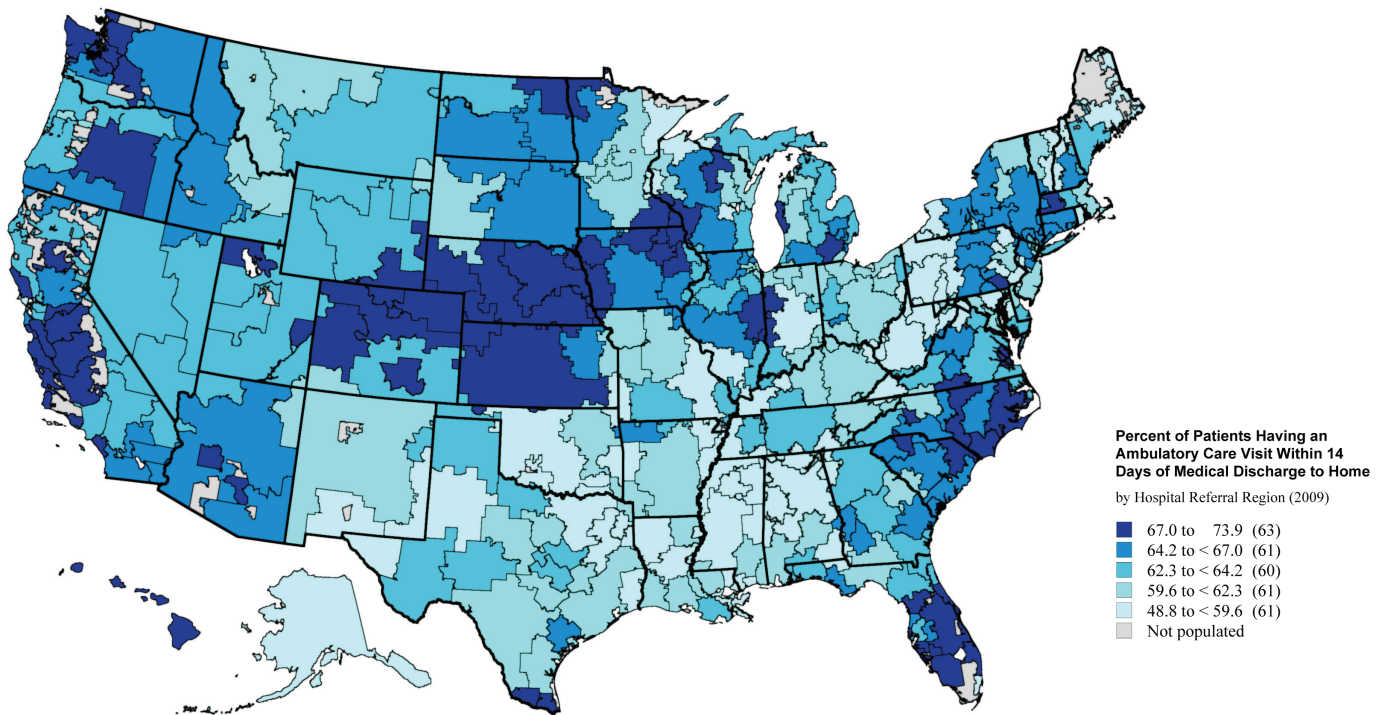 Percent of Patients Having an
Ambulatory Care Visit Within 14
Days of Medical Discharge to Home
by Hospital Referral Region (2009)
67.0 to 73.9 (63)
64.2 to < 67.0 (61)
62.3 to < 64.2 (60)
59.6 to < 62.3 (61)
48.8 to < 59.6 (61)
Not populated